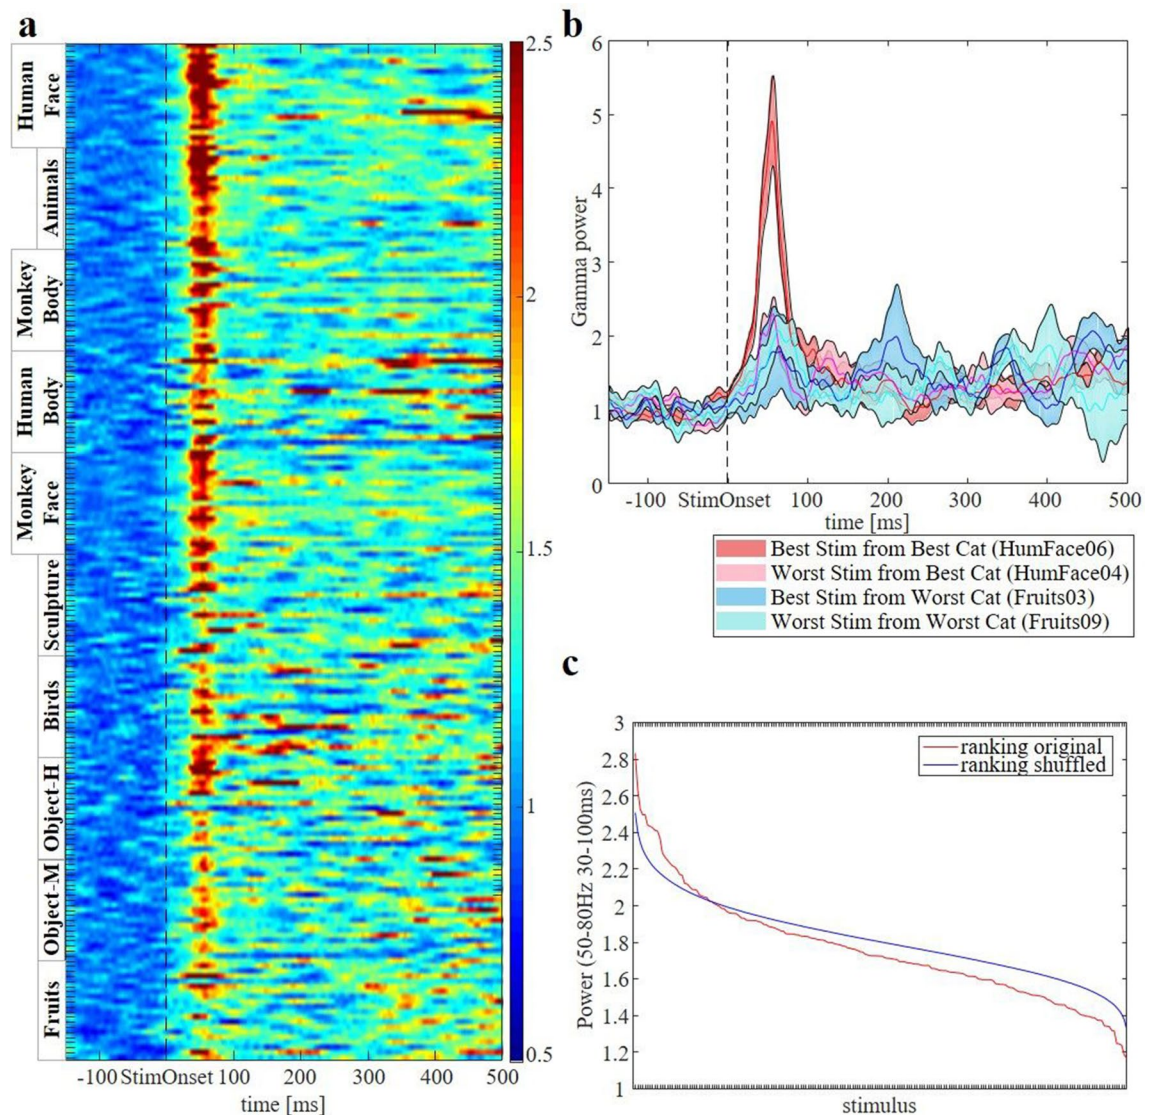 a
Human
Face
Animals
Monkey
Body
Human
Body
Monkey
Face
Sculpture
Birds
Object-H
Object-M
Fruits
-100 StimOnset 100 200 300 400 500
time [ms]
2.5
2
1.5
1
0.5
b
Gamma power
6
5
4
3
2
1
0
-100 StimOnset 100 200 300 400 500
time [ms]
Best Stim from Best Cat (HumFace06)
Worst Stim from Best Cat (HumFace04)
Best Stim from Worst Cat (Fruits03)
Worst Stim from Worst Cat (Fruits09)
c
Power (50-80Hz 30-100ms)
3
2.8
2.6
2.4
2.2
2
1.8
1.6
1.4
1.2
1
ranking original
ranking shuffled
stimulus